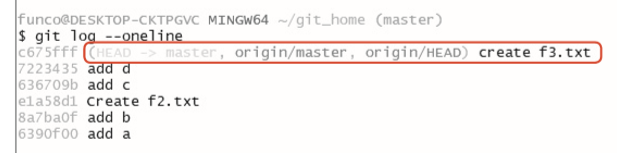 funco@DESKTOP-CKTPGVC MINGW64 ~/git_home (master)
$ git log --oneline
c675fff (HEAD -> master, origin/master, origin/HEAD) create f3.txt
7223435 add d
636709b add c
e1a58d1 Create f2.txt
8a7ba0f add b
6390f00 add a